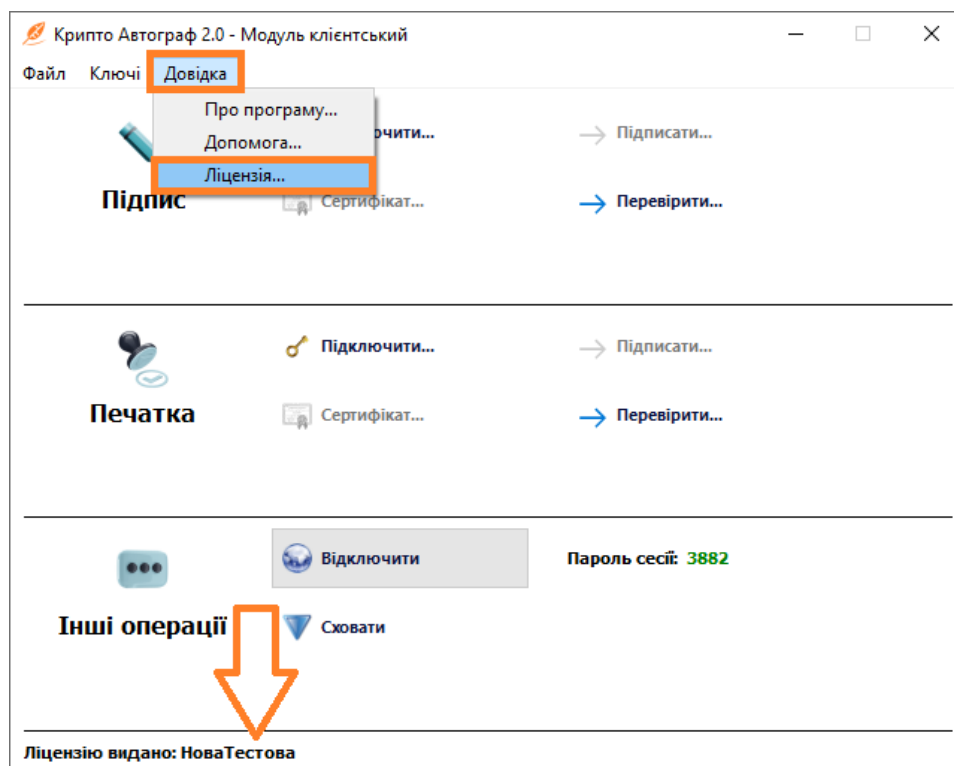 Крипто Автограф 2.0 - Модуль клієнтський
Файл Ключі Довідка
Про програму...
Допомога...
Ліцензія...
Підписати...
Підпис
Сертифікат...
Перевірити...
Підключити...
Підписати...
Печатка
Сертифікат...
Перевірити...
Відключити
Пароль сесії: 3882
Інші операції
Сховати
Ліцензію видано: НоваТестова